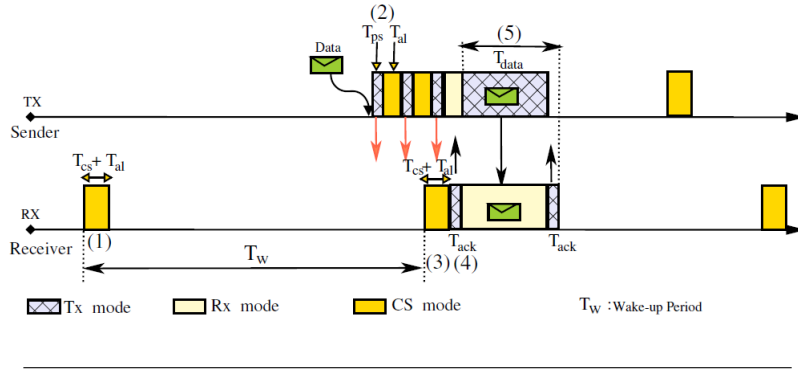 (2)
Data
Tps Tal
(5)
Tdata
TX
Sender
Tcs+ Tal
Tcs+ Tal
RX
Receiver
(1)
Tw
(3) (4)
Tack
Tack
Tx mode
Rx mode
CS mode
TW :Wake-up Period